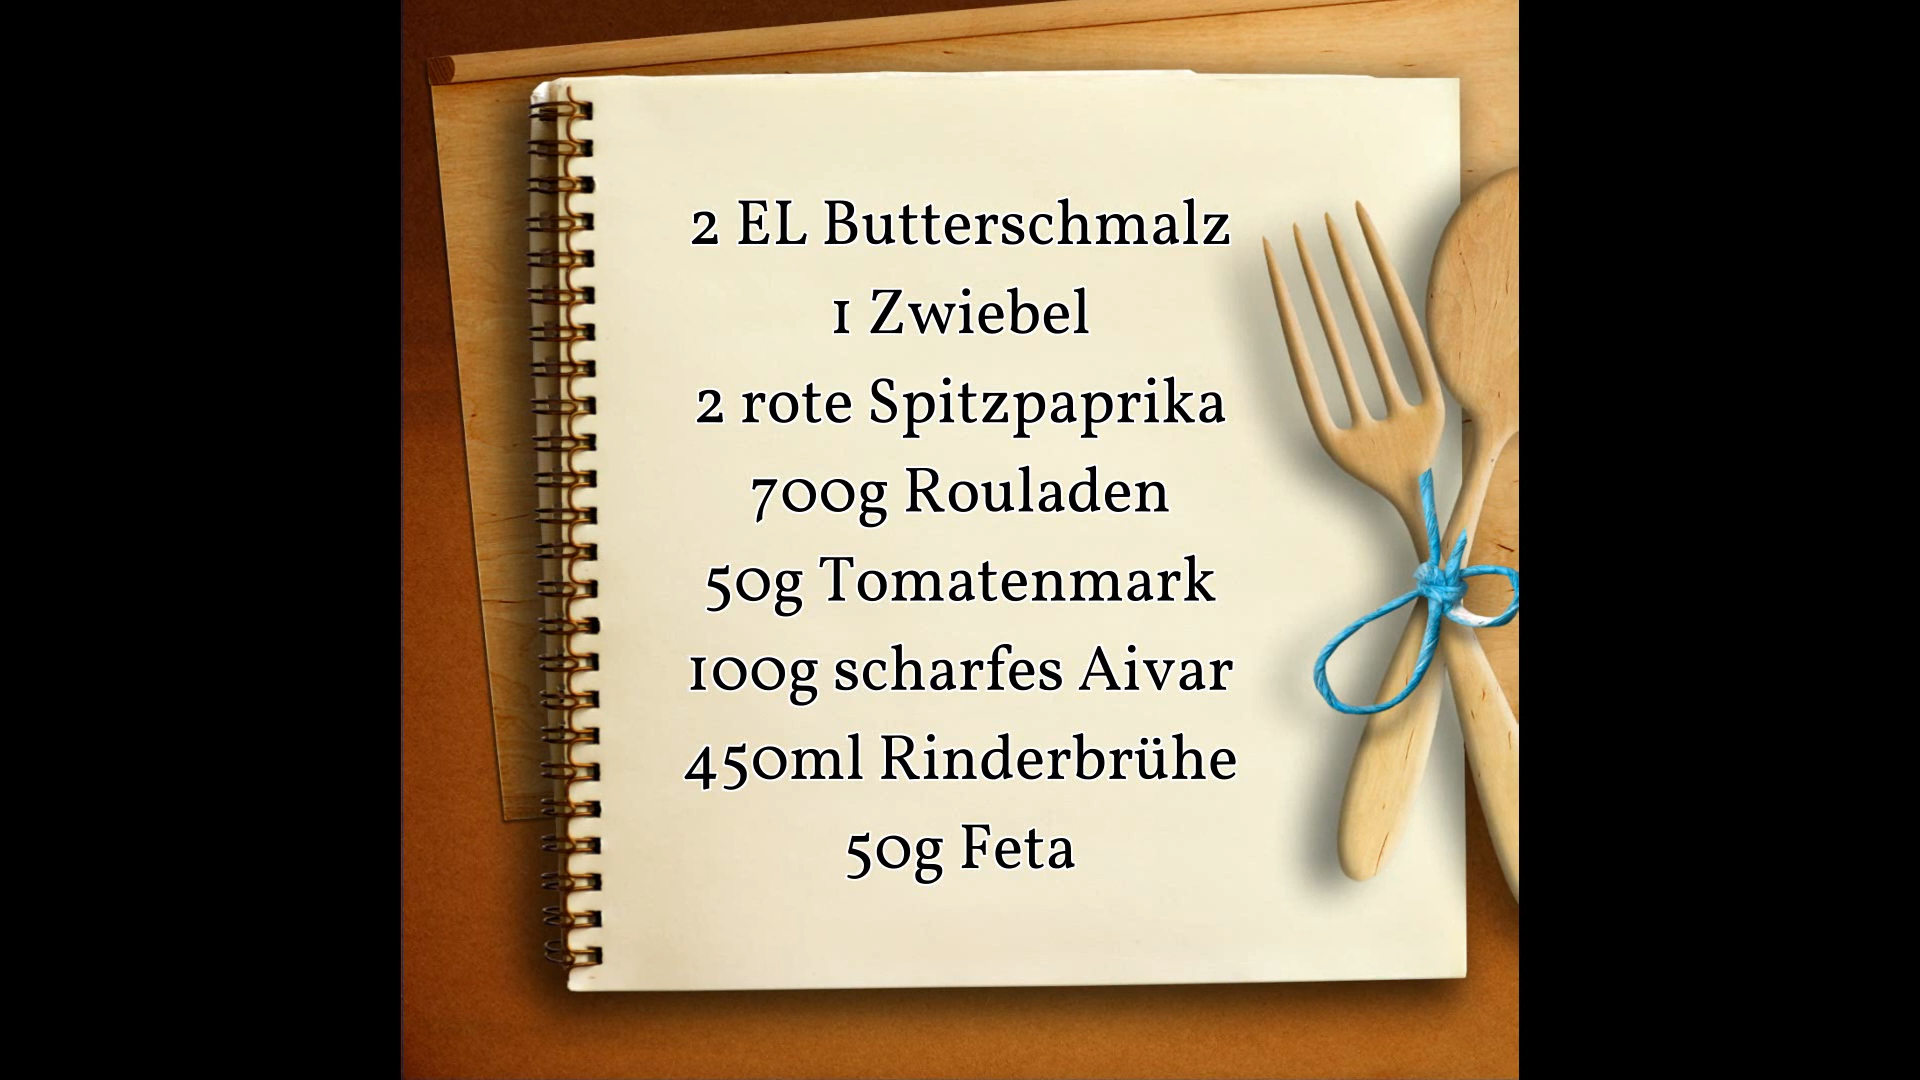 2 EL Butterschmalz
1 Zwiebel
2 rote Spitzpaprika
700g Rouladen
50g Tomatenmark
100g scharfes Aivar
450ml Rinderbrühe
50g Feta